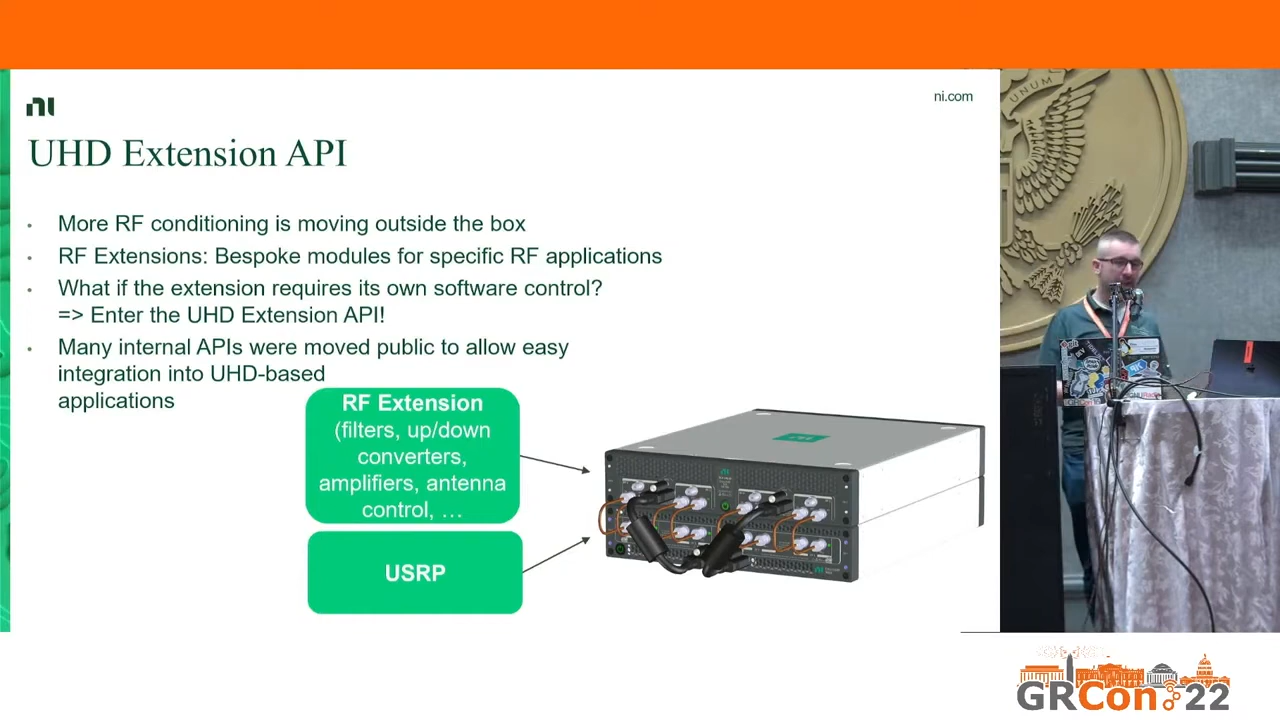 ni
ni.com
UHD Extension API
• More RF conditioning is moving outside the box
• RF Extensions: Bespoke modules for specific RF applications
• What if the extension requires its own software control?
=> Enter the UHD Extension API!
• Many internal APIs were moved public to allow easy
integration into UHD-based
applications
RF Extension
(filters, up/down
converters,
amplifiers, antenna
control, …
USRP
UNUM
GRCon 22